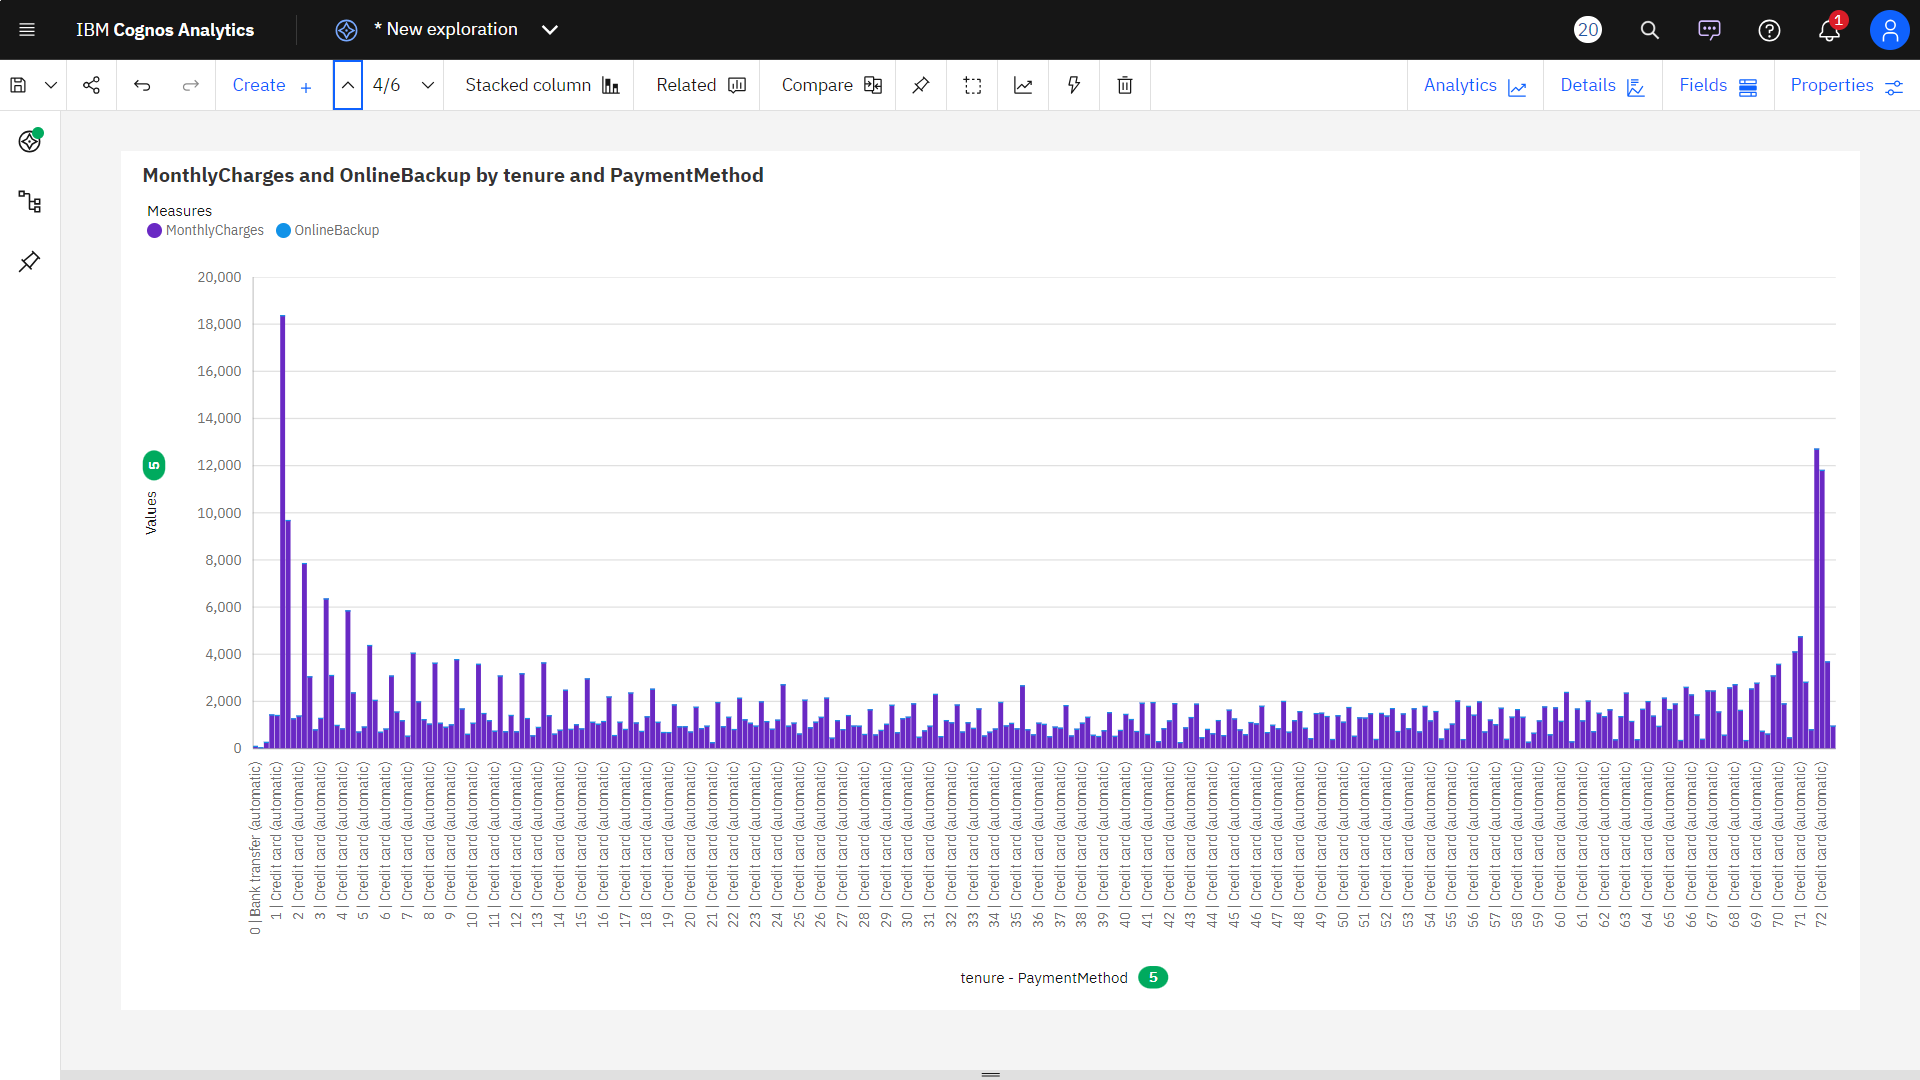 IBM Cognos Analytics
* New exploration
20
1
Create
4/6
Stacked column
Related
Compare
Analytics
Details
Fields
Properties
MonthlyCharges and OnlineBackup by tenure and PaymentMethod
Measures
MonthlyCharges
OnlineBackup
20,000
18,000
16,000
14,000
12,000
10,000
8,000
6,000
4,000
2,000
0
Values
5
0 | Bank transfer (automatic)
1 | Credit card (automatic)
2 | Credit card (automatic)
3 | Credit card (automatic)
4 | Credit card (automatic)
5 | Credit card (automatic)
6 | Credit card (automatic)
7 | Credit card (automatic)
8 | Credit card (automatic)
9 | Credit card (automatic)
10 | Credit card (automatic)
11 | Credit card (automatic)
12 | Credit card (automatic)
13 | Credit card (automatic)
14 | Credit card (automatic)
15 | Credit card (automatic)
16 | Credit card (automatic)
17 | Credit card (automatic)
18 | Credit card (automatic)
19 | Credit card (automatic)
20 | Credit card (automatic)
21 | Credit card (automatic)
22 | Credit card (automatic)
23 | Credit card (automatic)
24 | Credit card (automatic)
25 | Credit card (automatic)
26 | Credit card (automatic)
27 | Credit card (automatic)
28 | Credit card (automatic)
29 | Credit card (automatic)
30 | Credit card (automatic)
31 | Credit card (automatic)
32 | Credit card (automatic)
33 | Credit card (automatic)
34 | Credit card (automatic)
35 | Credit card (automatic)
36 | Credit card (automatic)
37 | Credit card (automatic)
38 | Credit card (automatic)
39 | Credit card (automatic)
40 | Credit card (automatic)
41 | Credit card (automatic)
42 | Credit card (automatic)
43 | Credit card (automatic)
44 | Credit card (automatic)
45 | Credit card (automatic)
46 | Credit card (automatic)
47 | Credit card (automatic)
48 | Credit card (automatic)
49 | Credit card (automatic)
50 | Credit card (automatic)
51 | Credit card (automatic)
52 | Credit card (automatic)
53 | Credit card (automatic)
54 | Credit card (automatic)
55 | Credit card (automatic)
56 | Credit card (automatic)
57 | Credit card (automatic)
58 | Credit card (automatic)
59 | Credit card (automatic)
60 | Credit card (automatic)
61 | Credit card (automatic)
62 | Credit card (automatic)
63 | Credit card (automatic)
64 | Credit card (automatic)
65 | Credit card (automatic)
66 | Credit card (automatic)
67 | Credit card (automatic)
68 | Credit card (automatic)
69 | Credit card (automatic)
70 | Credit card (automatic)
71 | Credit card (automatic)
72 | Credit card (automatic)
tenure - PaymentMethod
5